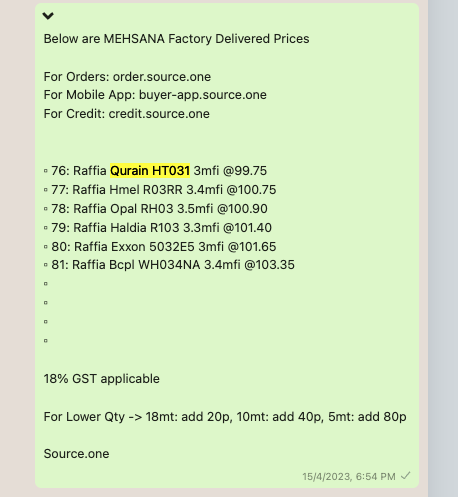 Below are MEHSANA Factory Delivered Prices
For Orders: order.source.one
For Mobile App: buyer-app.source.one
For Credit: credit.source.one
▫ 76: Raffia Qurain HT031 3mfi @99.75
▫ 77: Raffia Hmel R03RR 3.4mfi @100.75
▫ 78: Raffia Opal RH03 3.5mfi @100.90
▫ 79: Raffia Haldia R103 3.3mfi @101.40
▫ 80: Raffia Exxon 5032E5 3mfi @101.65
▫ 81: Raffia Bcpl WH034NA 3.4mfi @103.35
▫
▫
▫
▫
18% GST applicable
For Lower Qty -> 18mt: add 20p, 10mt: add 40p, 5mt: add 80p
Source.one
15/4/2023, 6:54 PM